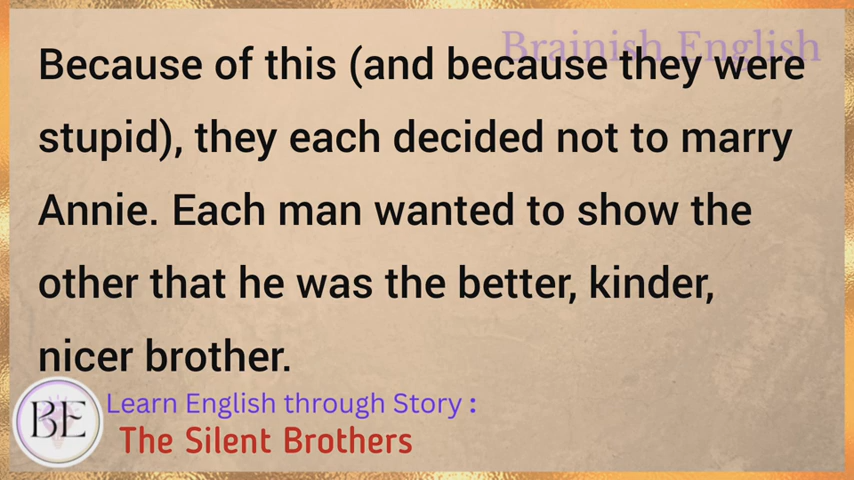 Brainish English
Because of this (and because they were
stupid), they each decided not to marry
Annie. Each man wanted to show the
other that he was the better, kinder,
nicer brother.
BE
Learn English through Story :
The Silent Brothers